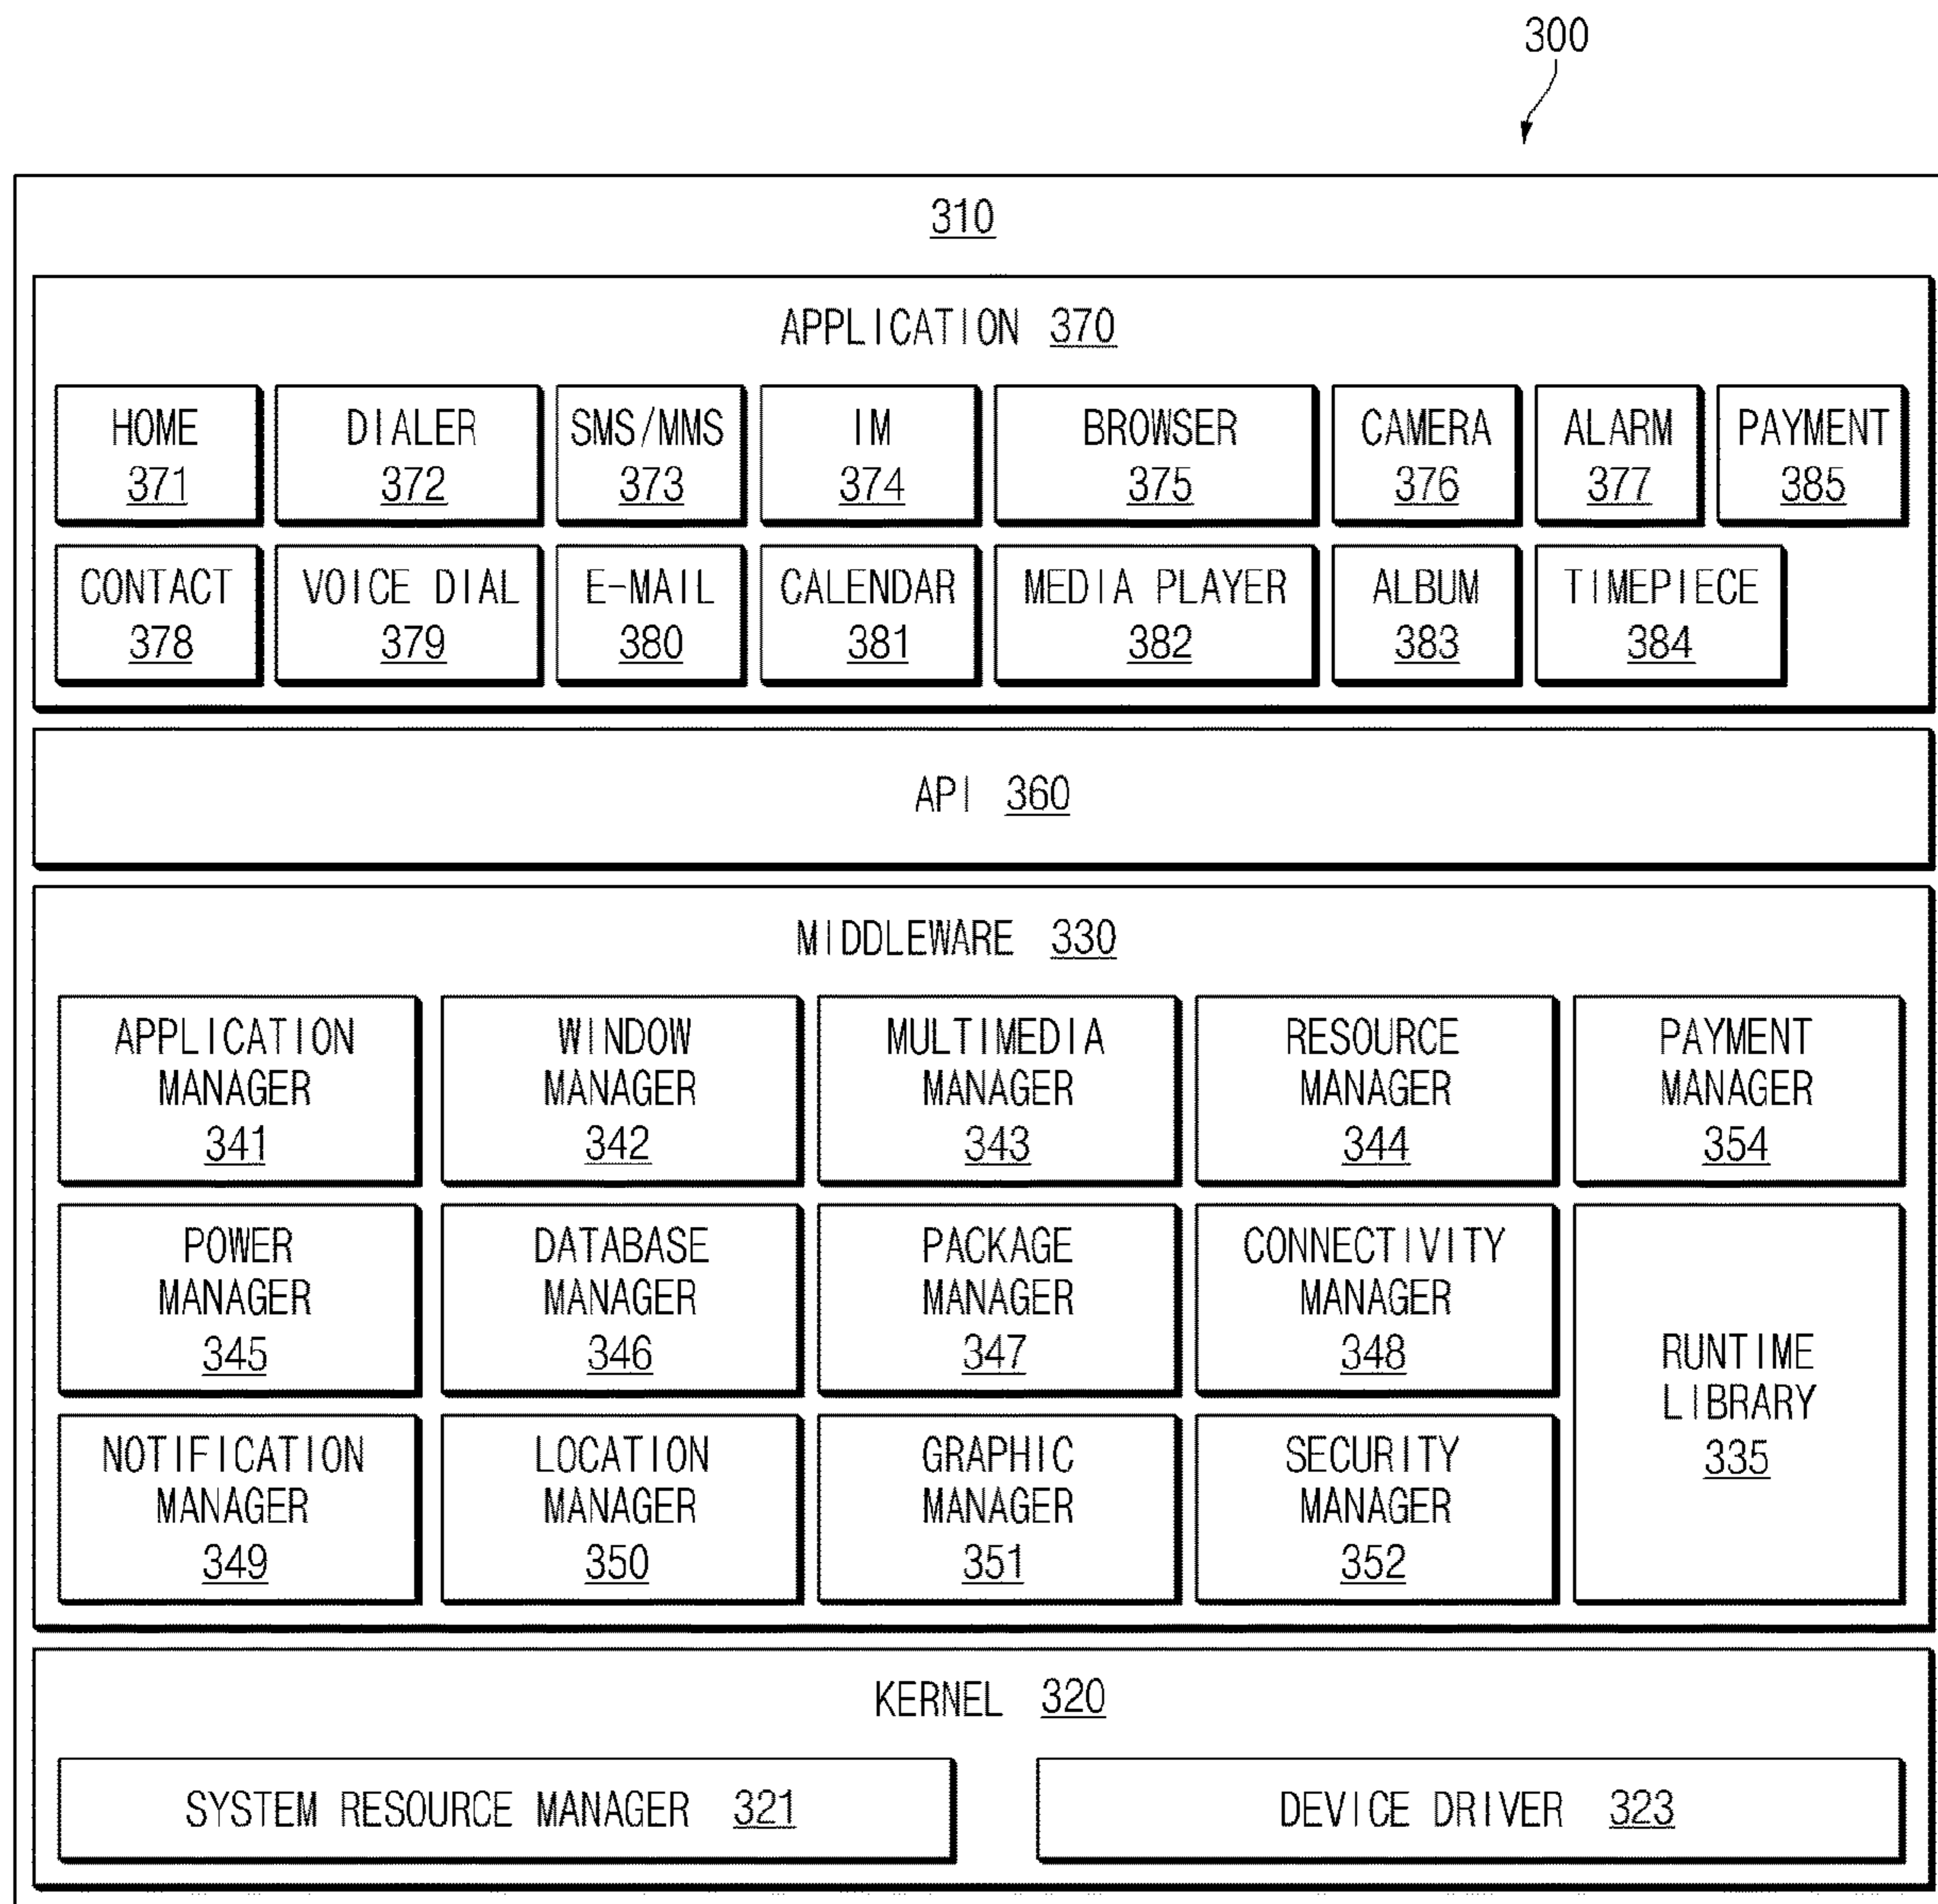 300
310
APPLICATION 370
HOME DIALER SMS/MMS IM BROWSER CAMERA ALARM PAYMENT
371 372 373 374 375 376 377 385
CONTACT VOICE DIAL E-MAIL CALENDAR MEDIA PLAYER ALBUM TIMEPIECE
378 379 380 381 382 383 384
API 360
MIDDLEWARE 330
APPLICATION MANAGER 341
WINDOW MANAGER 342
MULTIMEDIA MANAGER 343
RESOURCE MANAGER 344
PAYMENT MANAGER 354
POWER MANAGER 345
DATABASE MANAGER 346
PACKAGE MANAGER 347
CONNECTIVITY MANAGER 348
RUNTIME LIBRARY 335
NOTIFICATION MANAGER 349
LOCATION MANAGER 350
GRAPHIC MANAGER 351
SECURITY MANAGER 352
KERNEL 320
SYSTEM RESOURCE MANAGER 321
DEVICE DRIVER 323